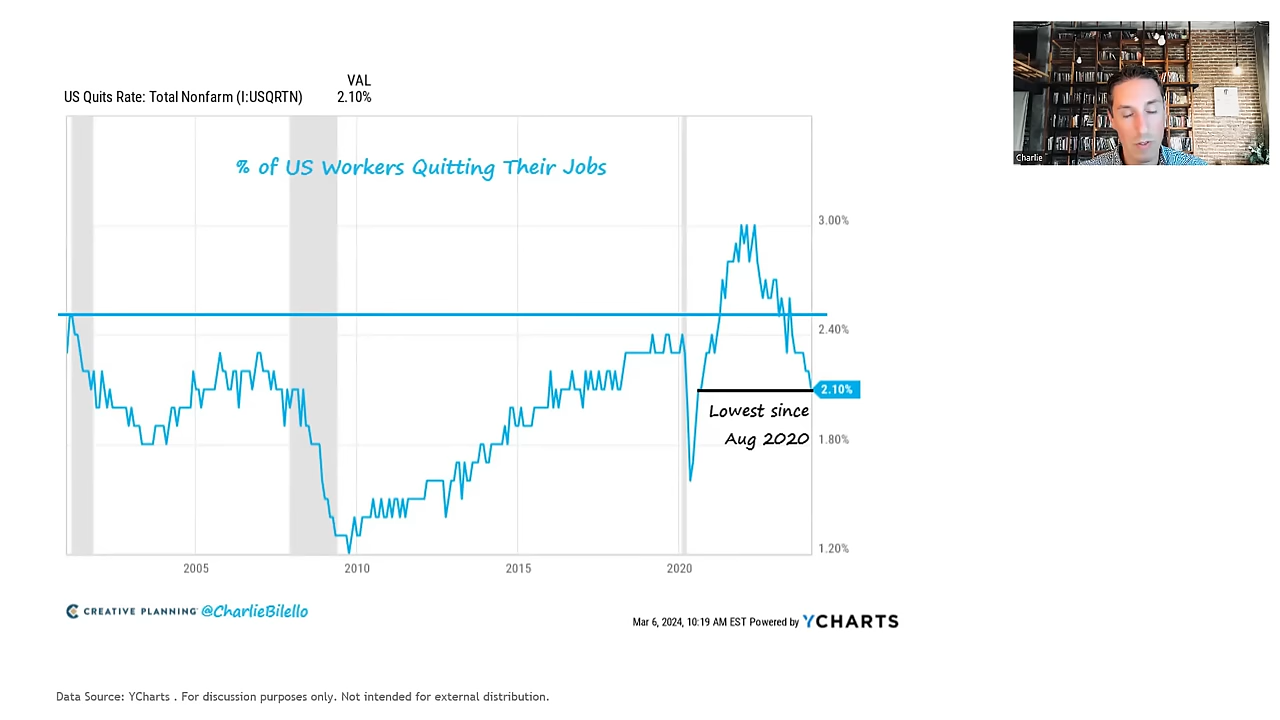 VAL
US Quits Rate: Total Nonfarm (I:USQRTN) 2.10%
% of US Workers Quitting Their Jobs
3.00%
2.40%
2.10%
Lowest since
Aug 2020
1.80%
1.20%
2005 2010 2015 2020
CREATIVE PLANNING @CharlieBilello
Mar 6, 2024, 10:19 AM EST Powered by YCHARTS
Data Source: YCharts . For discussion purposes only. Not intended for external distribution.
Charlie